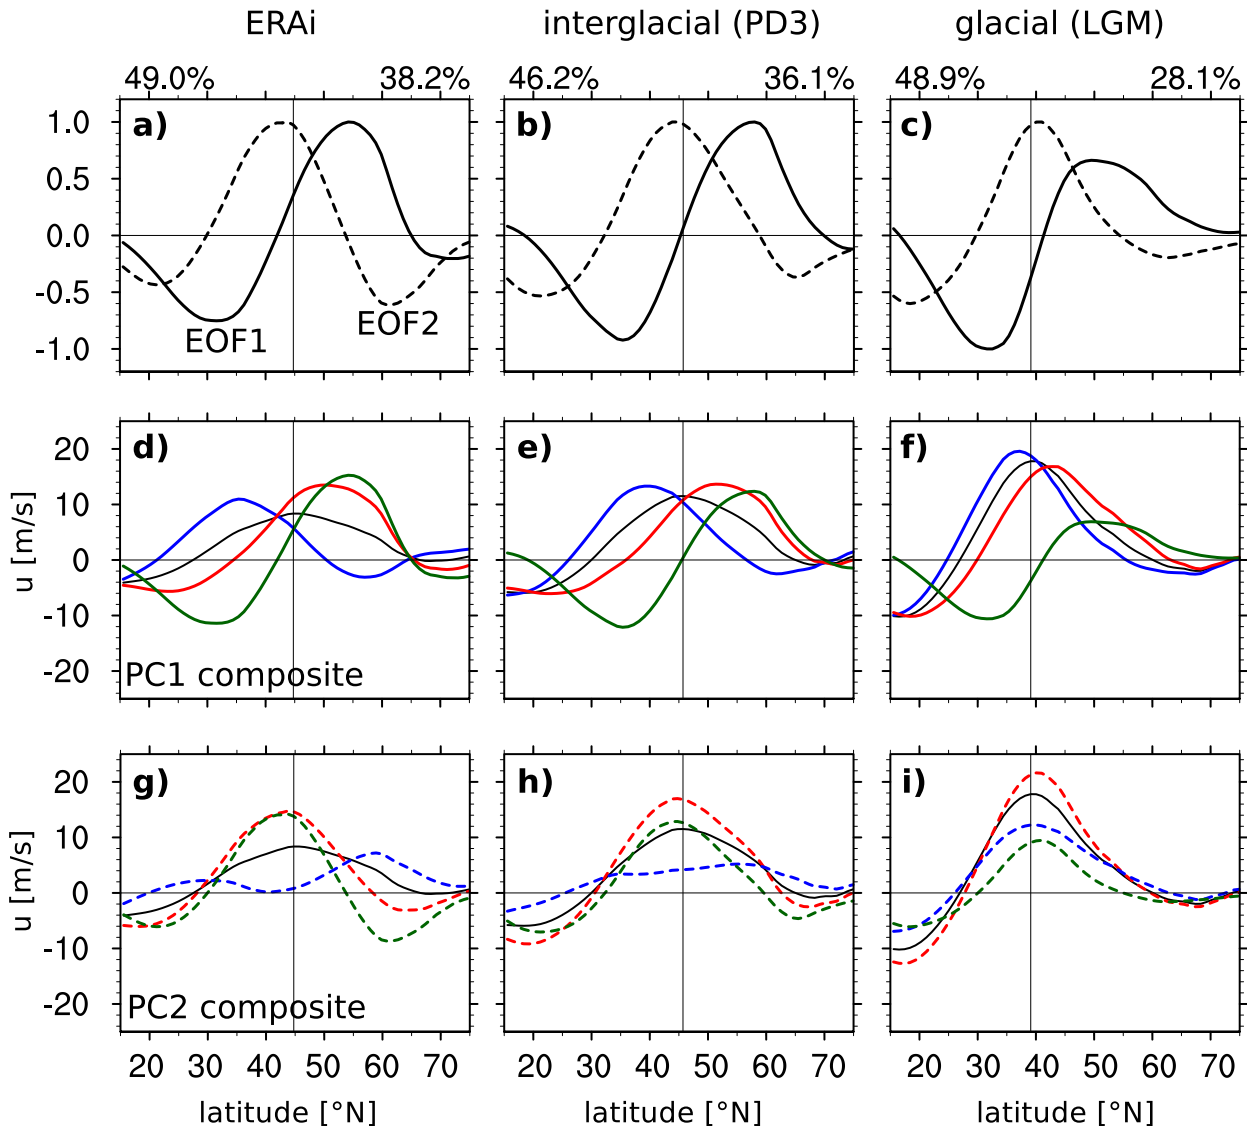 ERAi interglacial (PD3) glacial (LGM)
49.0% 38.2% 46.2% 36.1% 48.9% 28.1%
a) b) c)
1.0
0.5
0.0
-0.5
-1.0
EOF1 EOF2
d) e) f)
20
10
0
-10
-20
u [m/s]
PC1 composite
g) h) i)
20
10
0
-10
-20
u [m/s]
PC2 composite
20 30 40 50 60 70 20 30 40 50 60 70 20 30 40 50 60 70
latitude [°N] latitude [°N] latitude [°N]